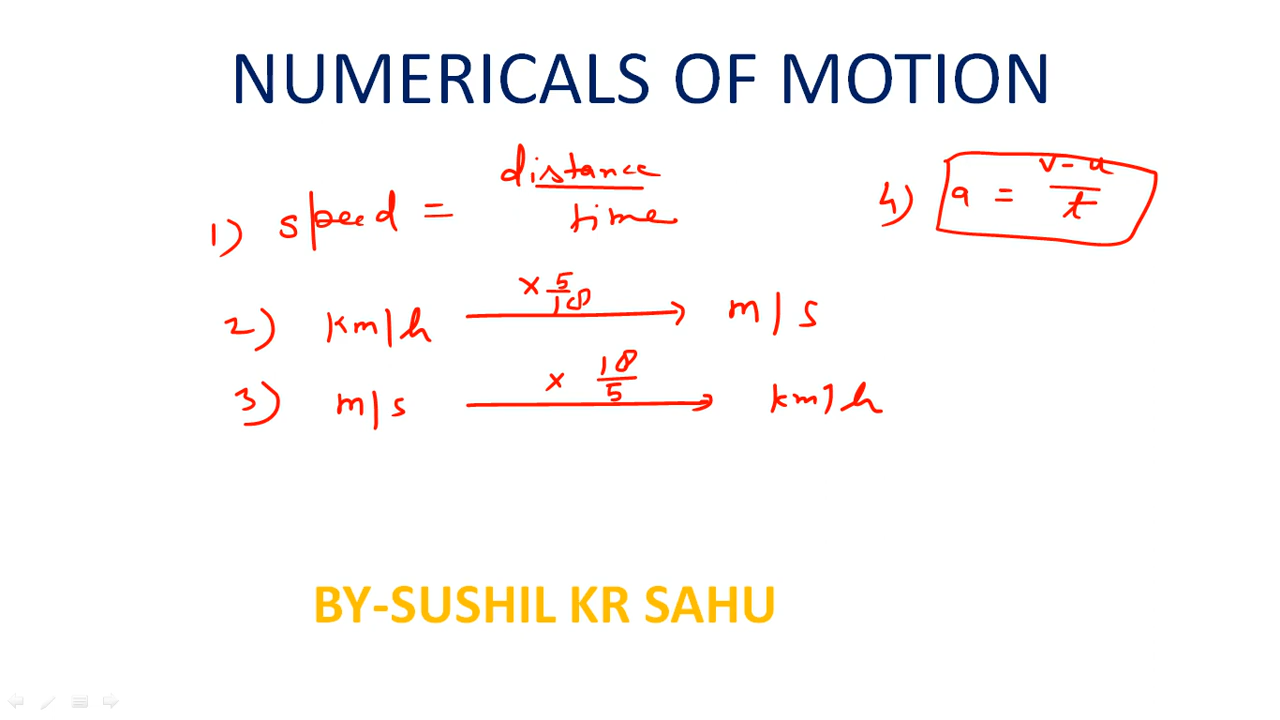 NUMERICALS OF MOTION
1) speed = distance / time
2) km/h × 5/18 → m/s
3) m/s × 18/5 → km/h
4) a = v-u / t
BY-SUSHIL KR SAHU